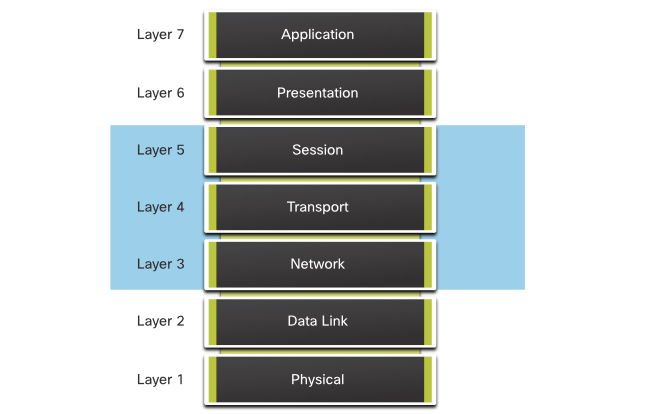 Layer 7 Application
Layer 6 Presentation
Layer 5 Session
Layer 4 Transport
Layer 3 Network
Layer 2 Data Link
Layer 1 Physical